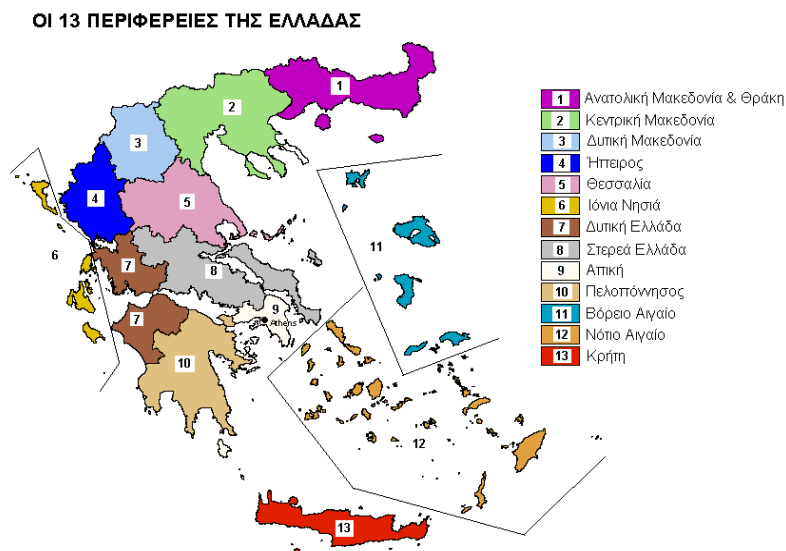 ΟΙ 13 ΠΕΡΙΦΕΡΕΙΕΣ ΤΗΣ ΕΛΛΑΔΑΣ
1
2
3
4
5
6
7
7
8
9
Athens
10
11
12
13
1 Ανατολική Μακεδονία & Θράκη
2 Κεντρική Μακεδονία
3 Δυτική Μακεδονία
4 Ήπειρος
5 Θεσσαλία
6 Ιόνια Νησιά
7 Δυτική Ελλάδα
8 Στερεά Ελλάδα
9 Αττική
10 Πελοπόννησος
11 Βόρειο Αιγαίο
12 Νότιο Αιγαίο
13 Κρήτη